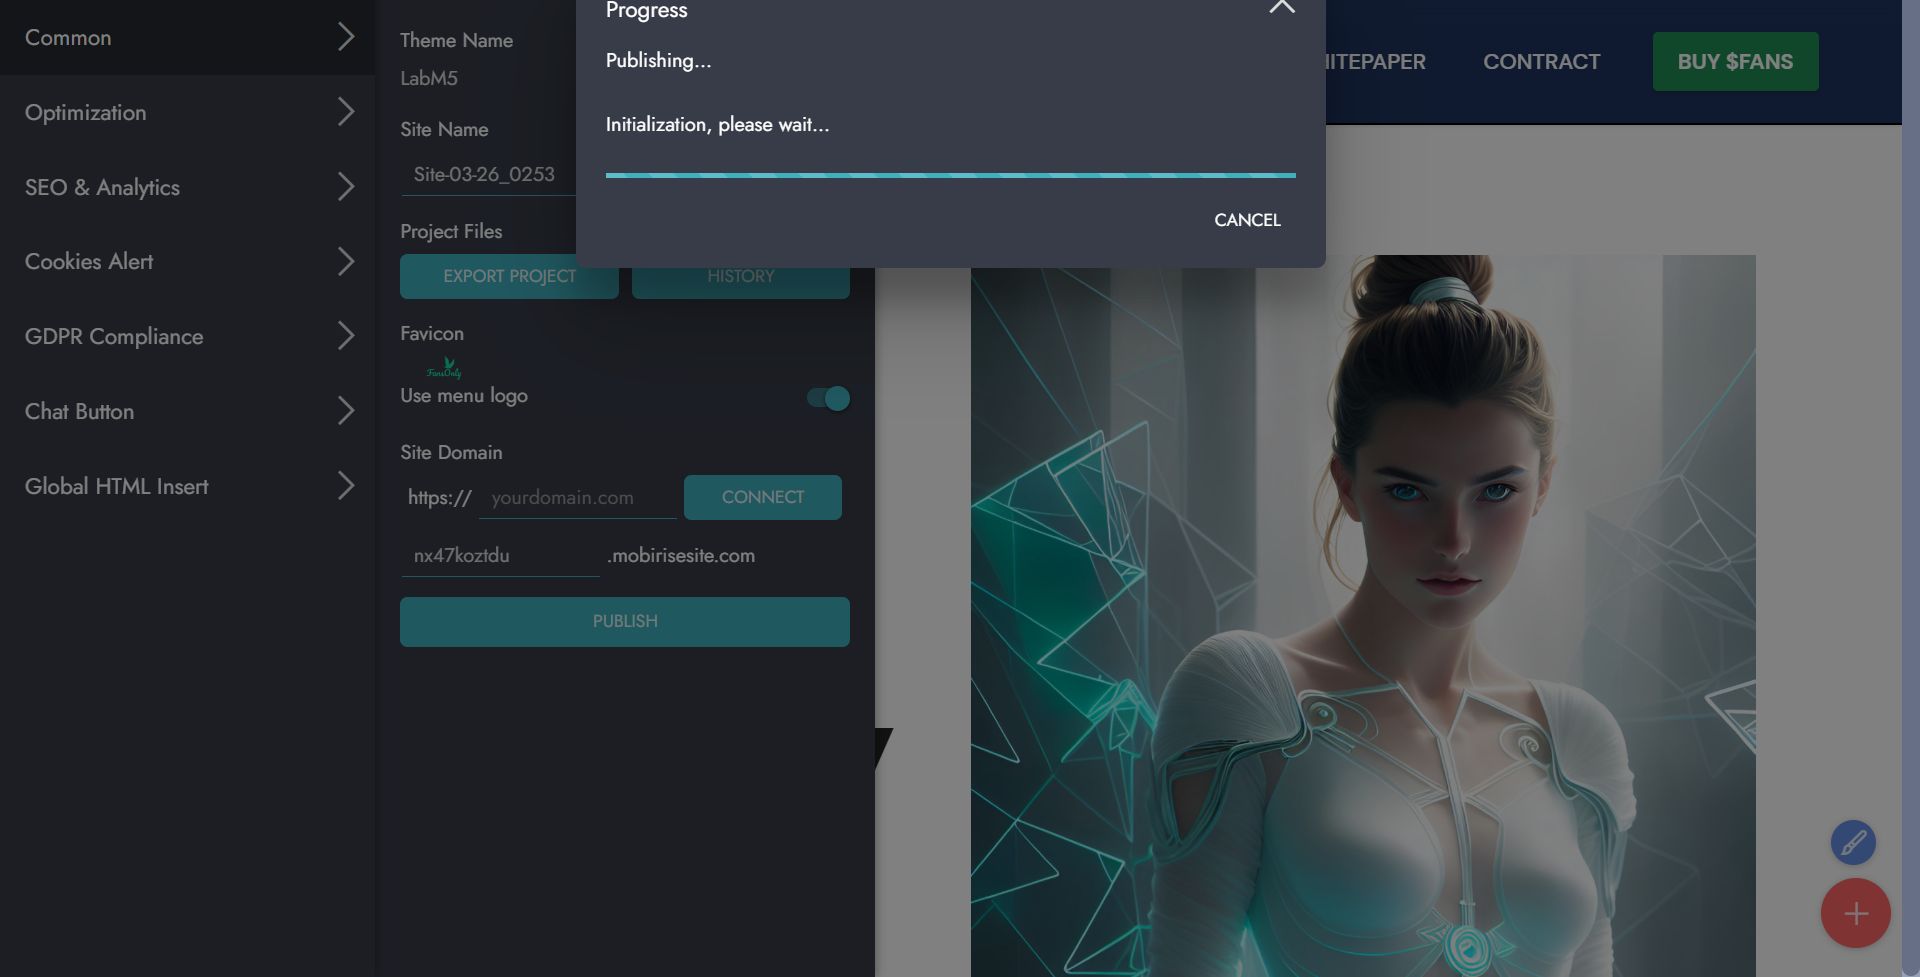 Common
Optimization
SEO & Analytics
Cookies Alert
GDPR Compliance
Chat Button
Global HTML Insert
Theme Name
LabM5
Site Name
Site-03-26_0253
Project Files
EXPORT PROJECT
HISTORY
Favicon
FansOnly
Use menu logo
Site Domain
https://
yourdomain.com
CONNECT
nx47koztdu
.mobirisesite.com
PUBLISH
Progress
Publishing...
Initialization, please wait...
CANCEL
CONTRACT
BUY $FANS